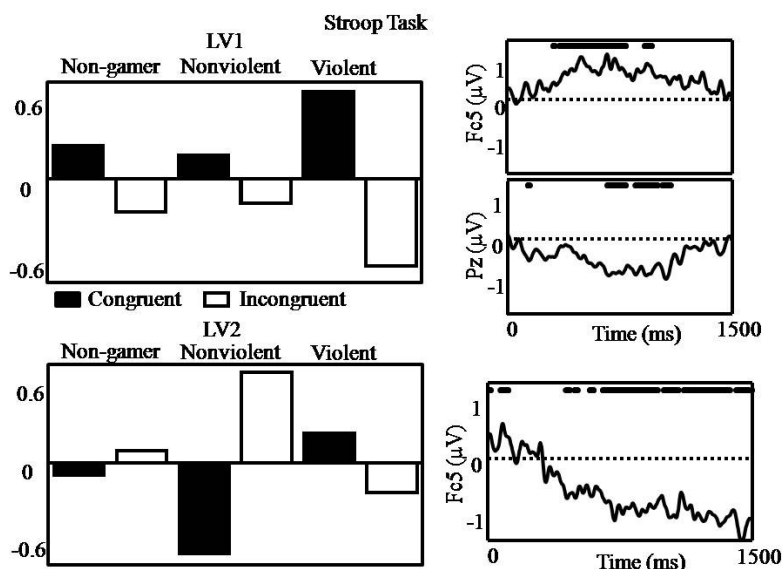 Stroop Task
LV1
Non-gamer Nonviolent Violent
0.6
0
-0.6
Congruent Incongruent
1
0
-1
Fc5 (μV)
1
0
-1
Pz (μV)
0 Time (ms) 1500
LV2
Non-gamer Nonviolent Violent
0.6
0
-0.6
1
0
-1
Fc5 (μV)
0 Time (ms) 1500